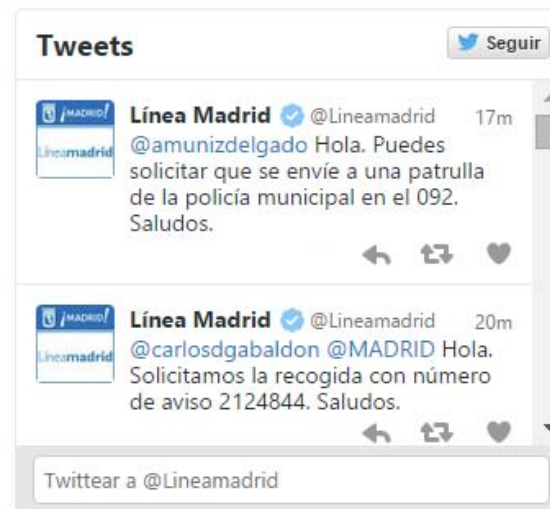 Tweets
Seguir
¡MADRID!
Líneamadrid
Línea Madrid @Lineamadrid 17m
@amunizdelgado Hola. Puedes
solicitar que se envíe a una patrulla
de la policía municipal en el 092.
Saludos.
¡MADRID!
Líneamadrid
Línea Madrid @Lineamadrid 20m
@carlosdgabaldon @MADRID Hola.
Solicitamos la recogida con número
de aviso 2124844. Saludos.
Twittear a @Lineamadrid